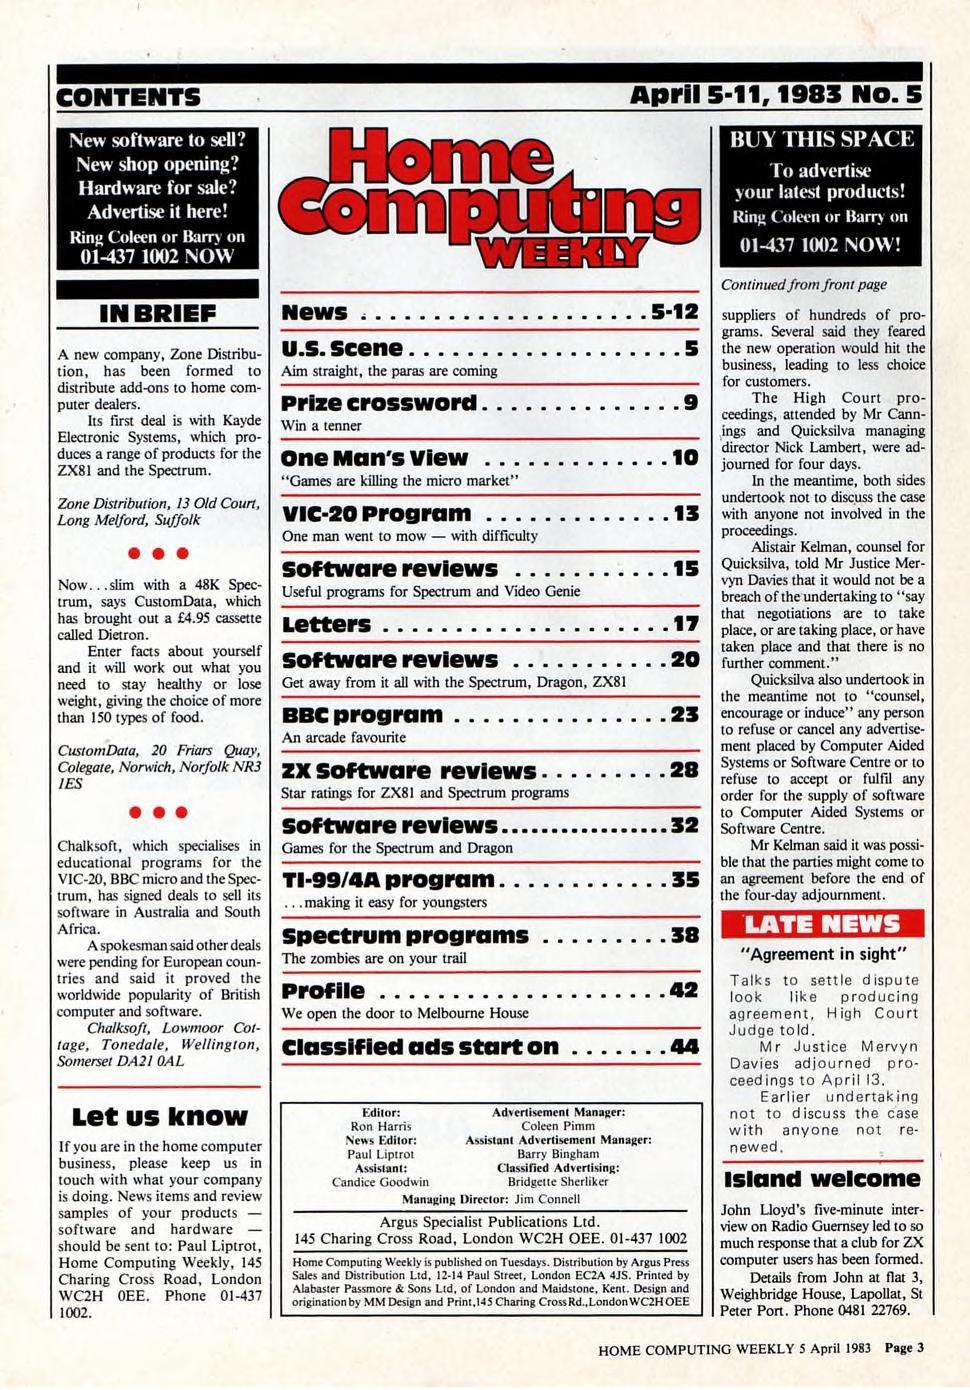 CONTENTS
April 5-11, 1983 No. 5
New software to sell?
New shop opening?
Hardware for sale?
Advertise it here!
Ring Coleen or Barry on
01-437 1002 NOW
IN BRIEF
A new company, Zone Distribu-
tion, has been formed to
distribute add-ons to home com-
puter dealers.
Its first deal is with Kayde
Electronic Systems, which pro-
duces a range of products for the
ZX81 and the Spectrum.
Zone Distribution, 13 Old Court,
Long Melford, Suffolk
● ● ●
Now. . .slim with a 48K Spec-
trum, says CustomData, which
has brought out a £4.95 cassette
called Dietron.
Enter facts about yourself
and it will work out what you
need to stay healthy or lose
weight, giving the choice of more
than 150 types of food.
CustomData, 20 Friars Quay,
Colegate, Norwich, Norfolk NR3
1ES
● ● ●
Chalksoft, which specialises in
educational programs for the
VIC-20, BBC micro and the Spec-
trum, has signed deals to sell its
software in Australia and South
Africa.
A spokesman said other deals
were pending for European coun-
tries and said it proved the
worldwide popularity of British
computer and software.
Chalksoft, Lowmoor Cot-
tage, Tonedale, Wellington,
Somerset DA21 0AL
Let us know
If you are in the home computer
business, please keep us in
touch with what your company
is doing. News items and review
samples of your products —
software and hardware —
should be sent to: Paul Liptrot,
Home Computing Weekly, 145
Charing Cross Road, London
WC2H 0EE. Phone 01-437
1002.
Home
Computing
WEEKLY
News . . . . . . . . . . . . . . . . . . . . 5-12
U.S. Scene. . . . . . . . . . . . . . . . . . 5
Aim straight, the paras are coming
Prize crossword. . . . . . . . . . . . . 9
Win a tenner
One Man's View . . . . . . . . . . . . . 10
"Games are killing the micro market"
VIC-20 Program . . . . . . . . . . . . . 13
One man went to mow — with difficulty
Software reviews . . . . . . . . . . . 15
Useful programs for Spectrum and Video Genie
Letters . . . . . . . . . . . . . . . . . . . . 17
Software reviews . . . . . . . . . . . 20
Get away from it all with the Spectrum, Dragon, ZX81
BBC program . . . . . . . . . . . . . . . 23
An arcade favourite
ZX Software reviews. . . . . . . . . 28
Star ratings for ZX81 and Spectrum programs
Software reviews. . . . . . . . . . . . . . . . . 32
Games for the Spectrum and Dragon
TI-99/4A program. . . . . . . . . . . . 35
. . .making it easy for youngsters
Spectrum programs . . . . . . . . . 38
The zombies are on your trail
Profile . . . . . . . . . . . . . . . . . . . . 42
We open the door to Melbourne House
Classified ads start on . . . . . . . 44
Editor:
Ron Harris
News Editor:
Paul Liptrot
Assistant:
Candice Goodwin
Advertisement Manager:
Coleen Pimm
Assistant Advertisement Manager:
Barry Bingham
Classified Advertising:
Bridgette Sherliker
Managing Director: Jim Connell
Argus Specialist Publications Ltd.
145 Charing Cross Road, London WC2H OEE. 01-437 1002
Home Computing Weekly is published on Tuesdays. Distribution by Argus Press
Sales and Distribution Ltd, 12-14 Paul Street, London EC2A 4JS. Printed by
Alabaster Passmore & Sons Ltd, of London and Maidstone, Kent. Design and
origination by MM Design and Print,145 Charing Cross Rd.,London WC2H OEE
BUY THIS SPACE
To advertise
your latest products!
Ring Coleen or Barry on
01-437 1002 NOW!
Continued from front page
suppliers of hundreds of pro-
grams. Several said they feared
the new operation would hit the
business, leading to less choice
for customers.
The High Court pro-
ceedings, attended by Mr Cann-
ings and Quicksilva managing
director Nick Lambert, were ad-
journed for four days.
In the meantime, both sides
undertook not to discuss the case
with anyone not involved in the
proceedings.
Alistair Kelman, counsel for
Quicksilva, told Mr Justice Mer-
vyn Davies that it would not be a
breach of the undertaking to "say
that negotiations are to take
place, or are taking place, or have
taken place and that there is no
further comment."
Quicksilva also undertook in
the meantime not to "counsel,
encourage or induce" any person
to refuse or cancel any advertise-
ment placed by Computer Aided
Systems or Software Centre or to
refuse to accept or fulfil any
order for the supply of software
to Computer Aided Systems or
Software Centre.
Mr Kelman said it was possi-
ble that the parties might come to
an agreement before the end of
the four-day adjournment.
LATE NEWS
"Agreement in sight"
Talks to settle dispute
look like producing
agreement, High Court
Judge told.
Mr Justice Mervyn
Davies adjourned pro-
ceedings to April 13.
Earlier undertaking
not to discuss the case
with anyone not re-
newed.
Island welcome
John Lloyd's five-minute inter-
view on Radio Guernsey led to so
much response that a club for ZX
computer users has been formed.
Details from John at flat 3,
Weighbridge House, Lapollat, St
Peter Port. Phone 0481 22769.
HOME COMPUTING WEEKLY 5 April 1983 Page 3